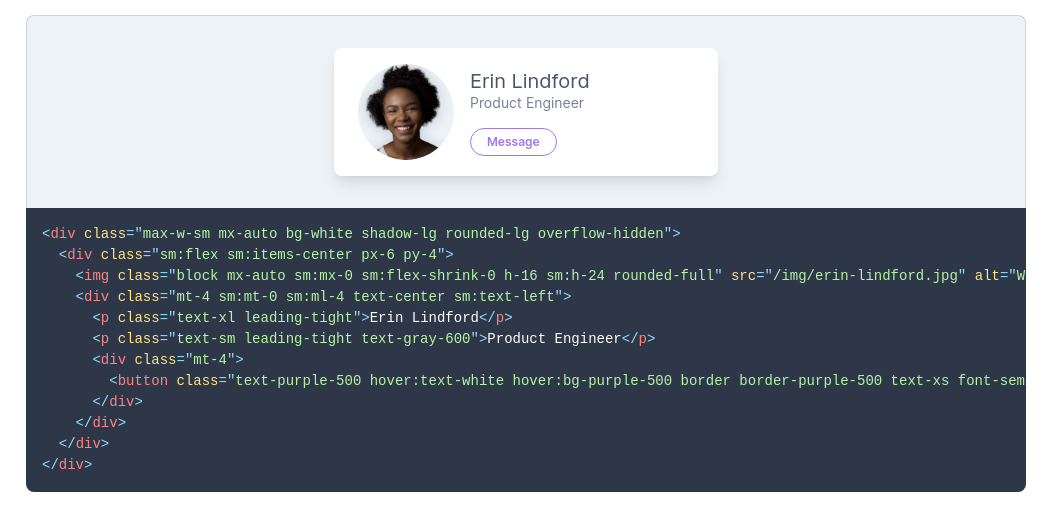 Erin Lindford
Product Engineer
Message
<div class="max-w-sm mx-auto bg-white shadow-lg rounded-lg overflow-hidden">
  <div class="sm:flex sm:items-center px-6 py-4">
    <img class="block mx-auto sm:mx-0 sm:flex-shrink-0 h-16 sm:h-24 rounded-full" src="/img/erin-lindford.jpg" alt="W
    <div class="mt-4 sm:mt-0 sm:ml-4 text-center sm:text-left">
      <p class="text-xl leading-tight">Erin Lindford</p>
      <p class="text-sm leading-tight text-gray-600">Product Engineer</p>
      <div class="mt-4">
        <button class="text-purple-500 hover:text-white hover:bg-purple-500 border border-purple-500 text-xs font-sem
      </div>
    </div>
  </div>
</div>